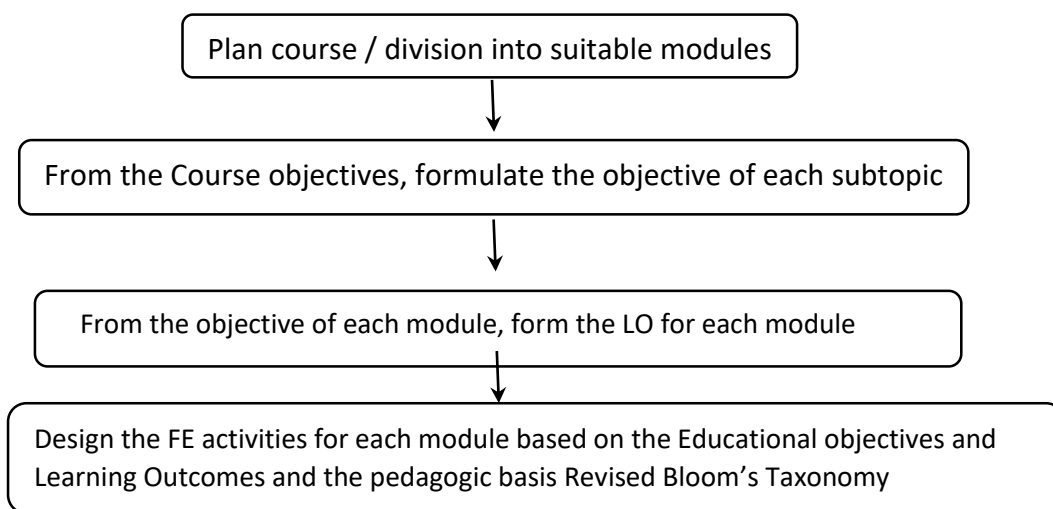 Plan course / division into suitable modules
From the Course objectives, formulate the objective of each subtopic
From the objective of each module, form the LO for each module
Design the FE activities for each module based on the Educational objectives and
Learning Outcomes and the pedagogic basis Revised Bloom’s Taxonomy